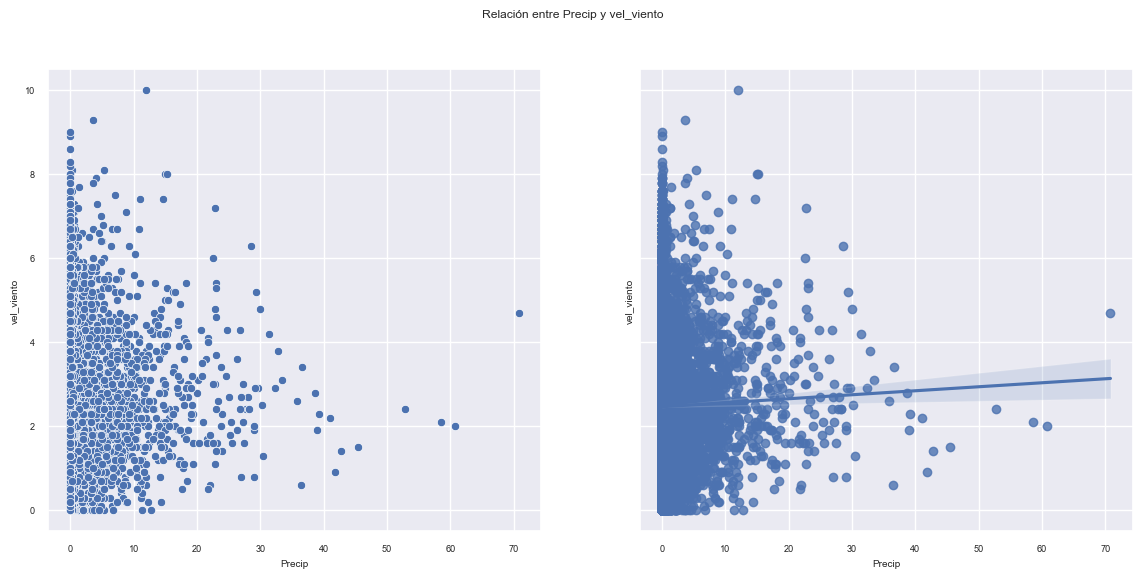 Relación entre Precip y vel_viento
10
8
6
4
2
0
vel_viento
0 10 20 30 40 50 60 70
Precip
vel_viento
0 10 20 30 40 50 60 70
Precip